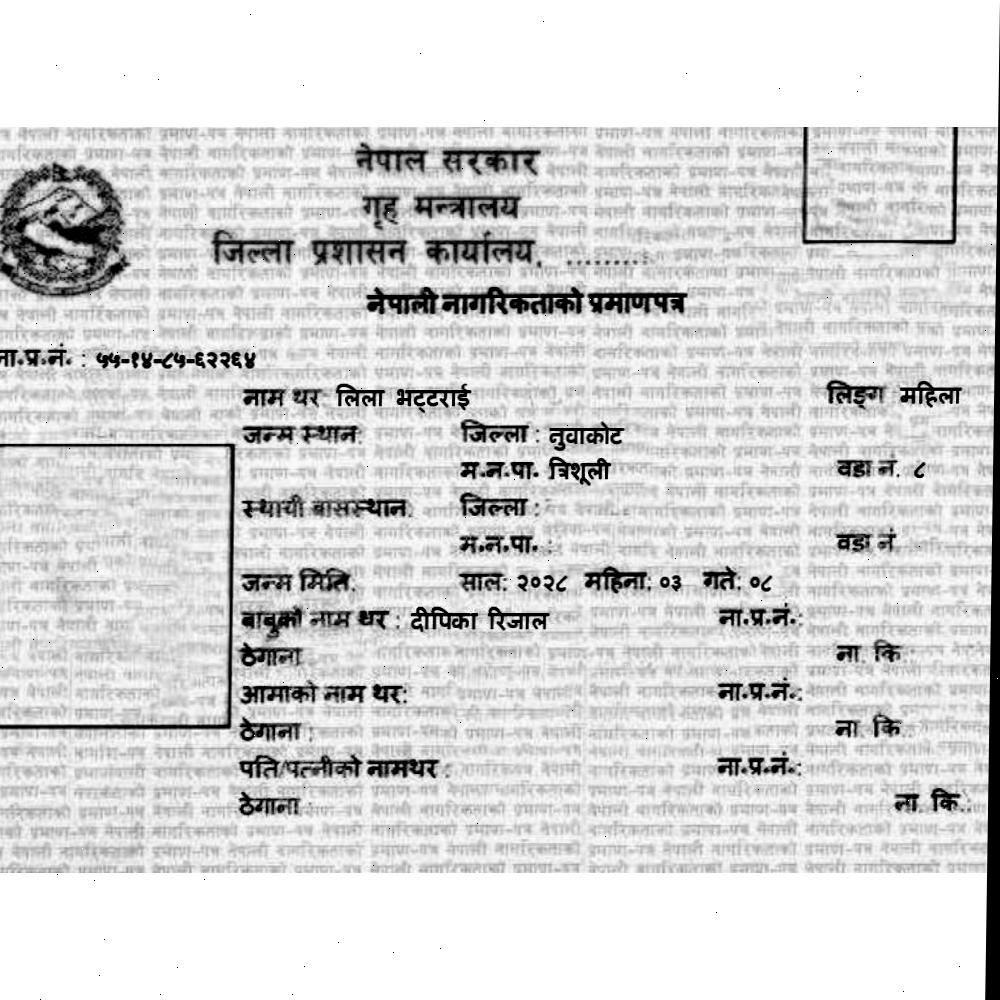 नेपाल सरकार
गृह मन्त्रालय
जिल्ला प्रशासन कार्यालय, .........
नेपाली नागरिकताको प्रमाणपत्र
ना.प्र.नं. : ५५-१४-८५-६२२६४
नाम थर: लिला भट्टराई लिङ्ग महिला
जन्म स्थान: जिल्ला : नुवाकोट
म.न.पा. त्रिशूली वडा नं. ८
स्थायी बासस्थान: जिल्ला :
म.न.पा. : वडा नं
जन्म मिति: साल: २०२८ महिना: ०३ गते: ०८
बाबुको नाम थर : दीपिका रिजाल ना.प्र.नं.:
ठेगाना ना. कि.:
आमाको नाम थर: ना.प्र.नं.:
ठेगाना : ना. कि.:
पति/पत्नीको नामथर : ना.प्र.नं.:
ठेगाना : ना. कि.: